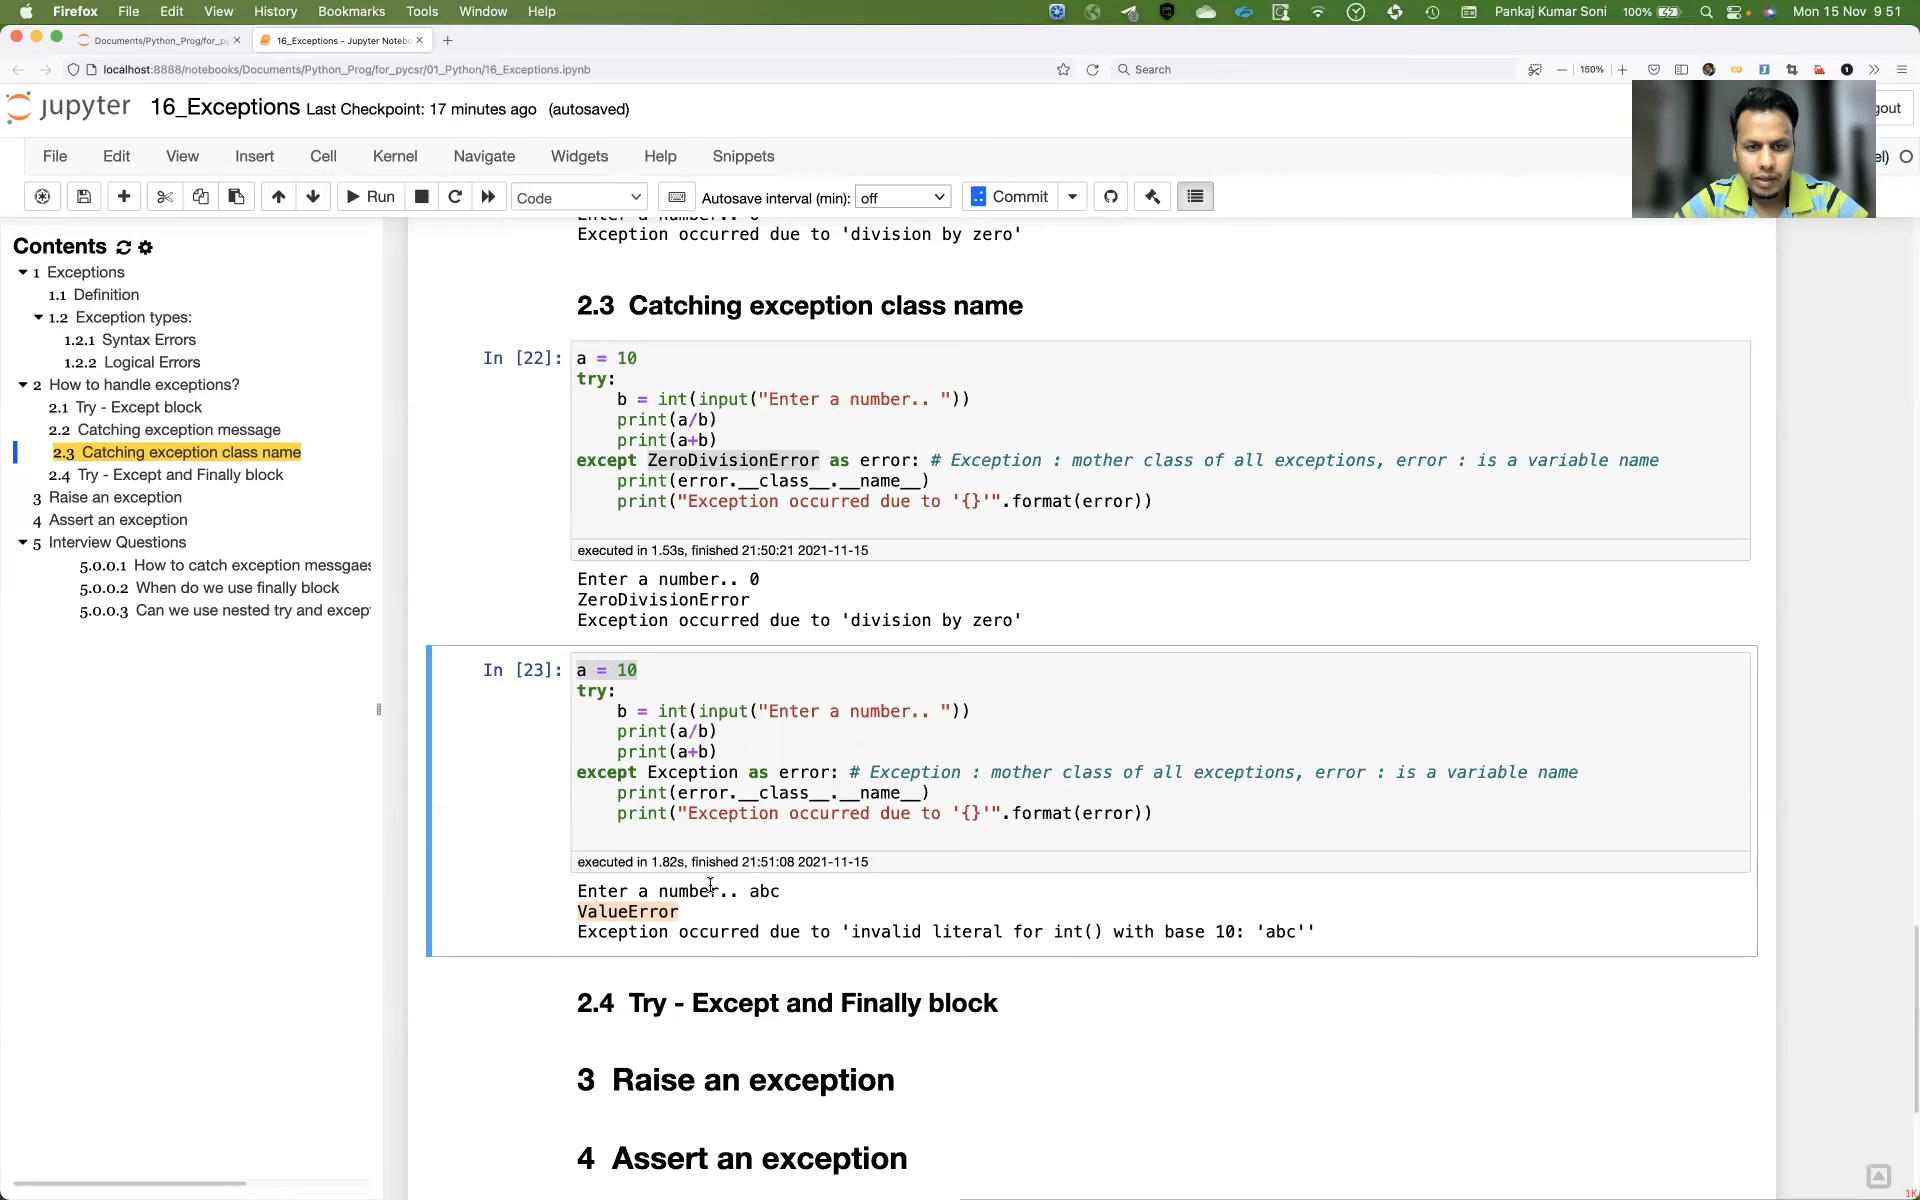 Firefox File Edit View History Bookmarks Tools Window Help
Pankaj Kumar Soni 100% Mon 15 Nov 9 51
Documents/Python_Prog/for_p
16_Exceptions - Jupyter Notebo
localhost:8888/notebooks/Documents/Python_Prog/for_pycsr/01_Python/16_Exceptions.ipynb
Search
150%
jupyter 16_Exceptions Last Checkpoint: 17 minutes ago (autosaved)
gout
File Edit View Insert Cell Kernel Navigate Widgets Help Snippets
el)
Run
Code
Autosave interval (min): off
Commit
Contents
1 Exceptions
1.1 Definition
1.2 Exception types:
1.2.1 Syntax Errors
1.2.2 Logical Errors
2 How to handle exceptions?
2.1 Try - Except block
2.2 Catching exception message
2.3 Catching exception class name
2.4 Try - Except and Finally block
3 Raise an exception
4 Assert an exception
5 Interview Questions
5.0.0.1 How to catch exception messgaes
5.0.0.2 When do we use finally block
5.0.0.3 Can we use nested try and excep
Enter a number.. 0
Exception occurred due to 'division by zero'
2.3 Catching exception class name
In [22]:
a = 10
try:
    b = int(input("Enter a number.. "))
    print(a/b)
    print(a+b)
except ZeroDivisionError as error: # Exception : mother class of all exceptions, error : is a variable name
    print(error.__class__.__name__)
    print("Exception occurred due to '{}'".format(error))
executed in 1.53s, finished 21:50:21 2021-11-15
Enter a number.. 0
ZeroDivisionError
Exception occurred due to 'division by zero'
In [23]:
a = 10
try:
    b = int(input("Enter a number.. "))
    print(a/b)
    print(a+b)
except Exception as error: # Exception : mother class of all exceptions, error : is a variable name
    print(error.__class__.__name__)
    print("Exception occurred due to '{}'".format(error))
executed in 1.82s, finished 21:51:08 2021-11-15
Enter a number.. abc
ValueError
Exception occurred due to 'invalid literal for int() with base 10: 'abc''
2.4 Try - Except and Finally block
3 Raise an exception
4 Assert an exception
1K